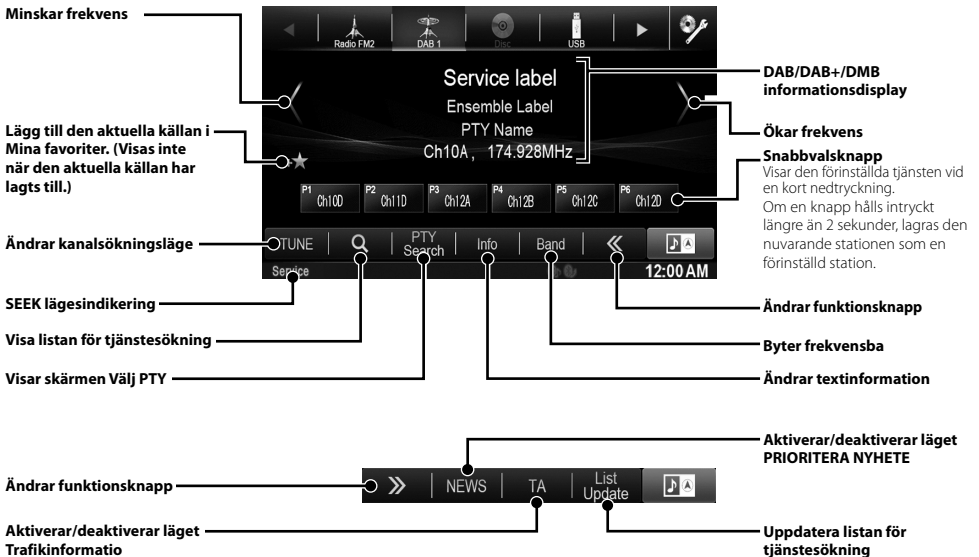 Minskar frekvens
Lägg till den aktuella källan i
Mina favoriter. (Visas inte
när den aktuella källan har
lagts till.)
Ändrar kanalsökningsläge
SEEK lägesindikering
Visa listan för tjänstesökning
Visar skärmen Välj PTY
Radio FM2
DAB 1
Disc
USB
Service label
Ensemble Label
PTY Name
Ch10A , 174.928MHz
P1 Ch10D
P2 Ch11D
P3 Ch12A
P4 Ch12B
P5 Ch12C
P6 Ch12D
TUNE
PTY
Search
Info
Band
Service
12:00 AM
DAB/DAB+/DMB
informationsdisplay
Ökar frekvens
Snabbvalsknapp
Visar den förinställda tjänsten vid
en kort nedtryckning.
Om en knapp hålls intryckt
längre än 2 sekunder, lagras den
nuvarande stationen som en
förinställd station.
Ändrar funktionsknapp
Byter frekvensba
Ändrar textinformation
Aktiverar/deaktiverar läget
PRIORITERA NYHETE
Ändrar funktionsknapp
NEWS
TA
List
Update
Aktiverar/deaktiverar läget
Trafikinformatio
Uppdatera listan för
tjänstesökning